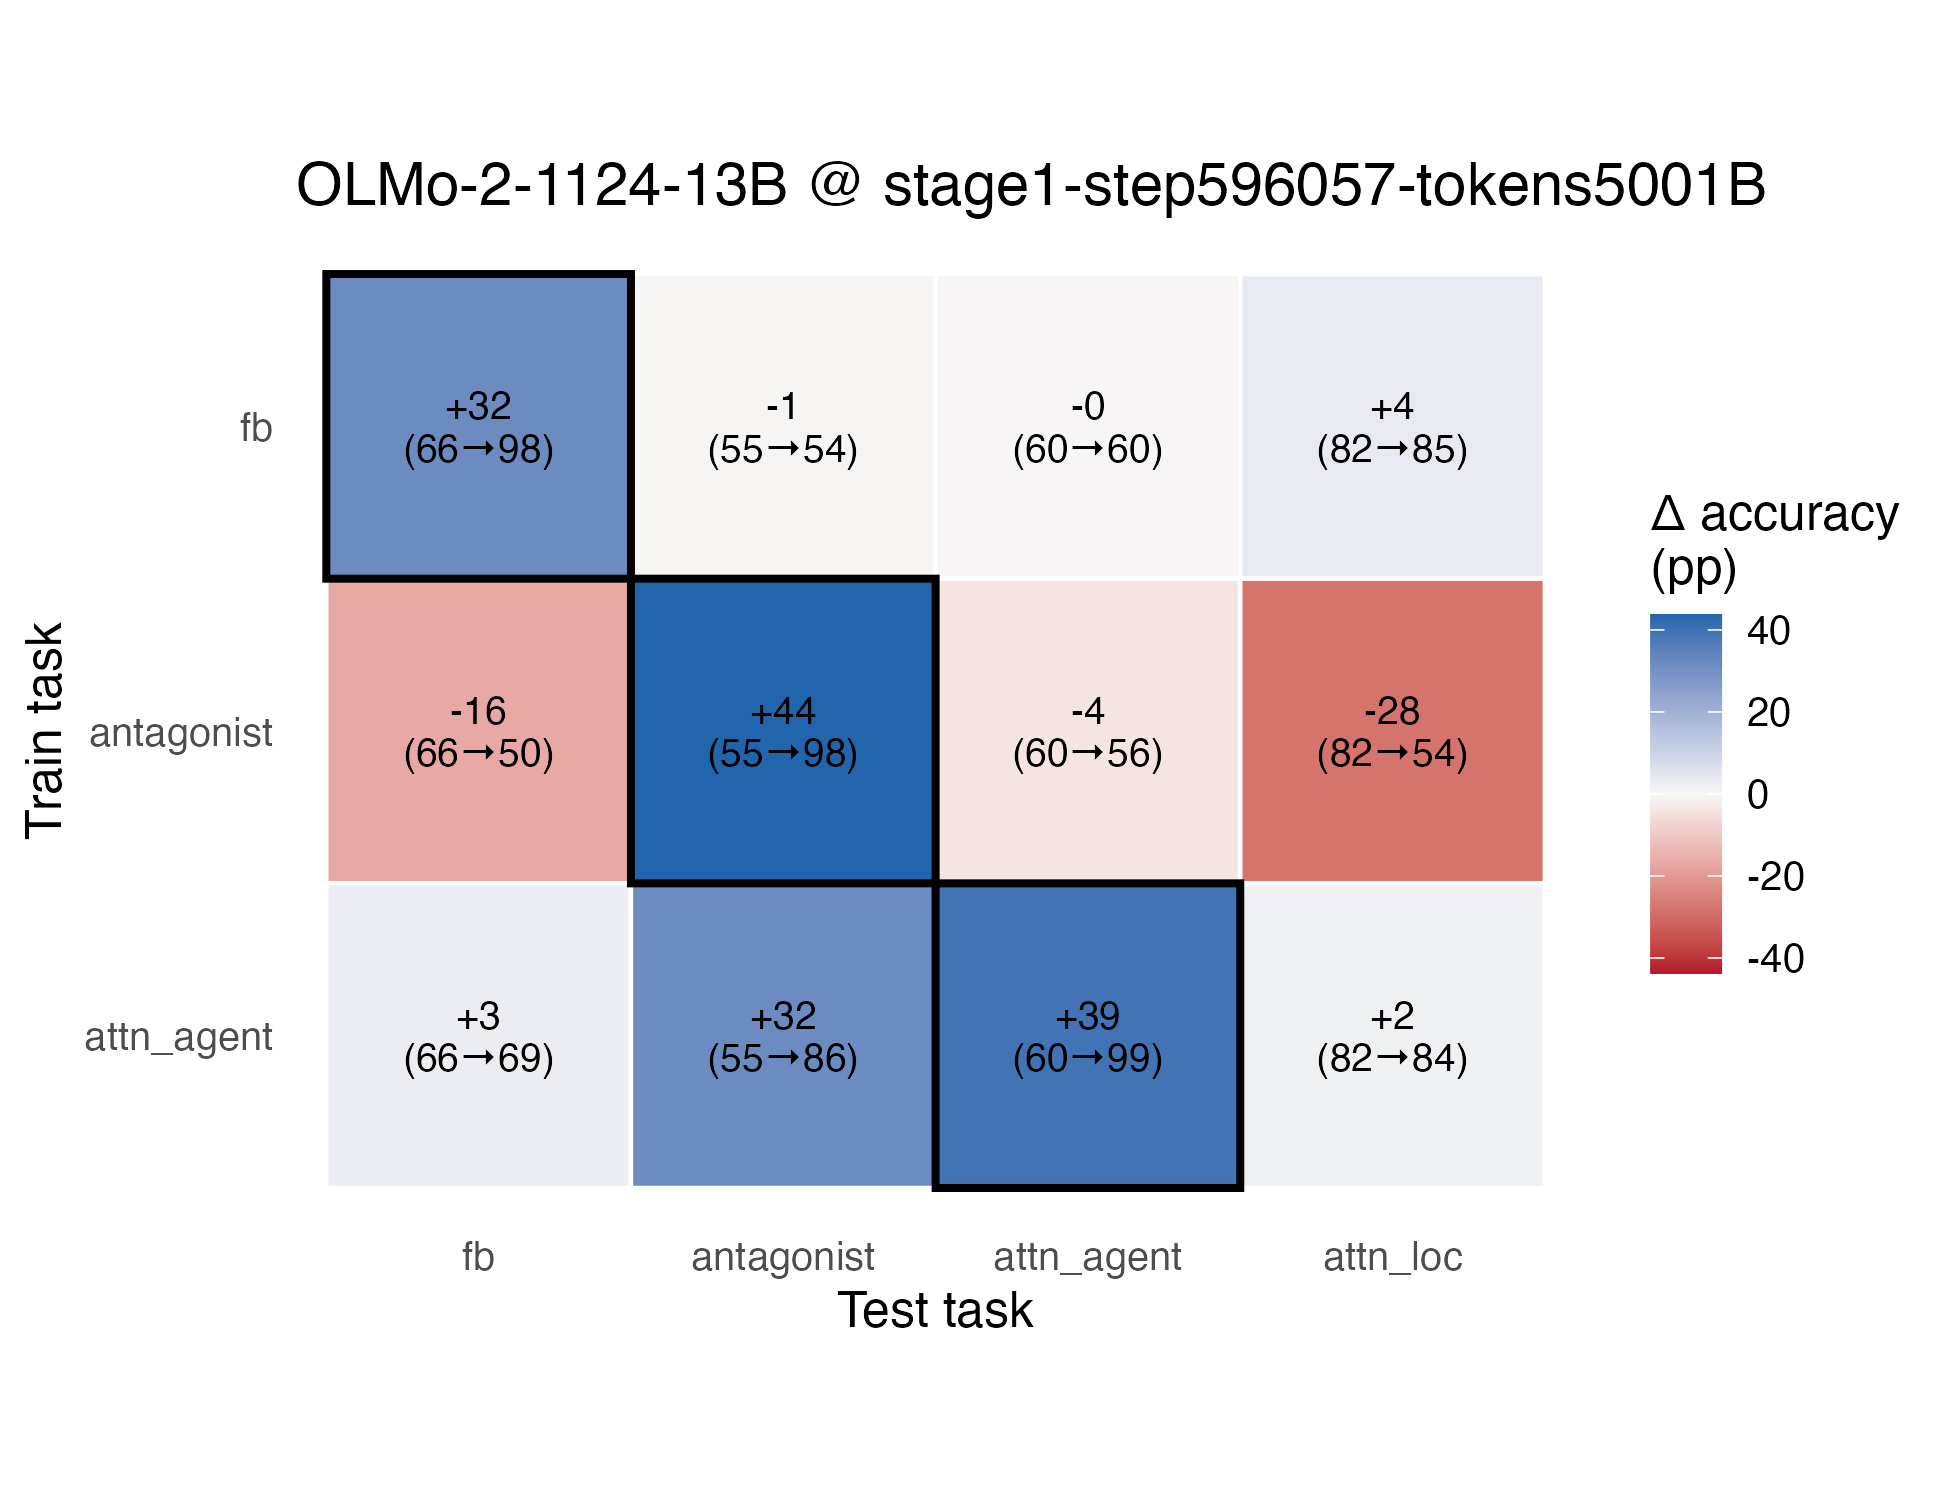 OLMo-2-1124-13B @ stage1-step596057-tokens5001B
Train task
fb
+32
(66→98)
-1
(55→54)
-0
(60→60)
+4
(82→85)
antagonist
-16
(66→50)
+44
(55→98)
-4
(60→56)
-28
(82→54)
attn_agent
+3
(66→69)
+32
(55→86)
+39
(60→99)
+2
(82→84)
fb
antagonist
attn_agent
attn_loc
Test task
Δ accuracy
(pp)
40
20
0
-20
-40